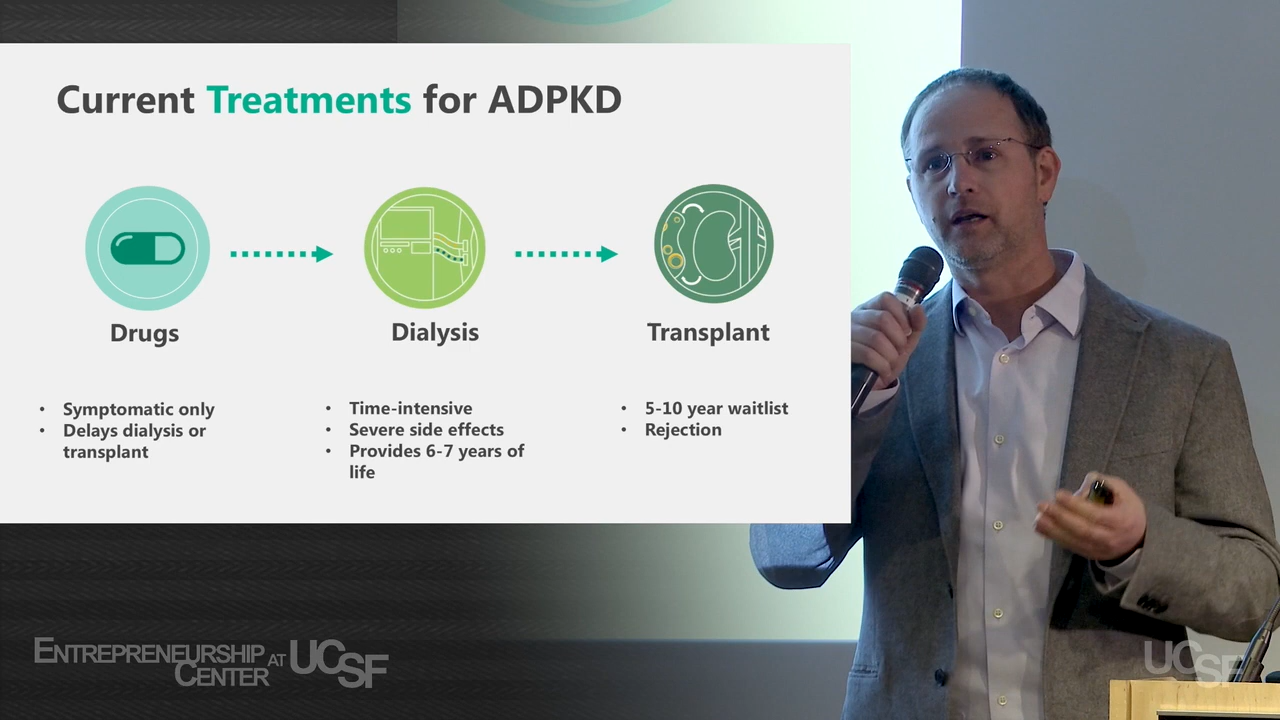 Current Treatments for ADPKD
Drugs
Dialysis
Transplant
• Symptomatic only
• Delays dialysis or
transplant
• Time-intensive
• Severe side effects
• Provides 6-7 years of
life
• 5-10 year waitlist
• Rejection
ENTREPRENEURSHIP
CENTER AT UCSF
UCSF